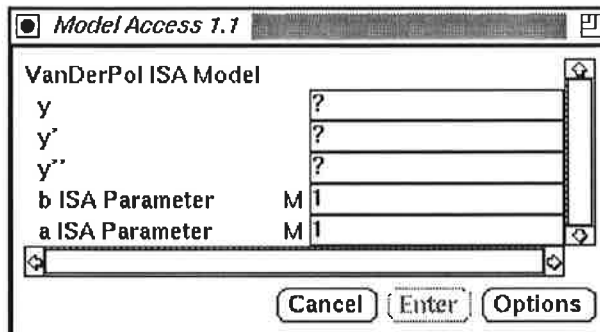 Model Access 1.1
VanDerPol ISA Model
y ?
y' ?
y'' ?
b ISA Parameter M 1
a ISA Parameter M 1
Cancel Enter Options